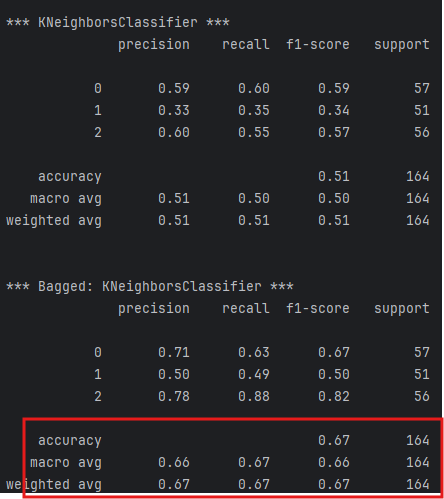 *** KNeighborsClassifier ***
precision recall f1-score support
0 0.59 0.60 0.59 57
1 0.33 0.35 0.34 51
2 0.60 0.55 0.57 56
accuracy 0.51 164
macro avg 0.51 0.50 0.50 164
weighted avg 0.51 0.51 0.51 164
*** Bagged: KNeighborsClassifier ***
precision recall f1-score support
0 0.71 0.63 0.67 57
1 0.50 0.49 0.50 51
2 0.78 0.88 0.82 56
accuracy 0.67 164
macro avg 0.66 0.67 0.66 164
weighted avg 0.67 0.67 0.67 164